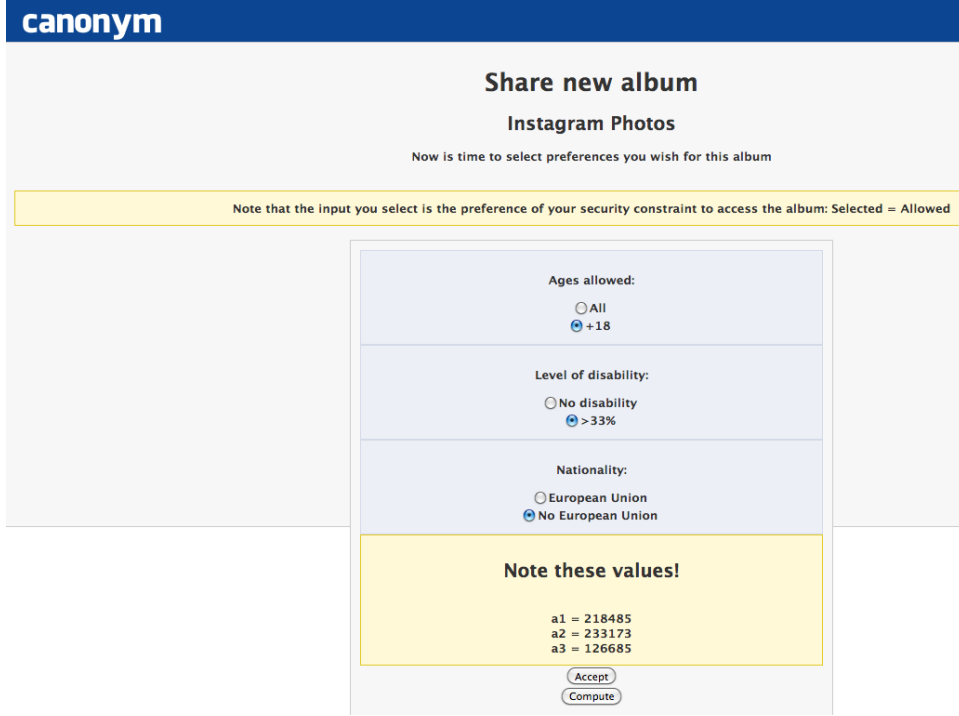 canonym
Share new album
Instagram Photos
Now is time to select preferences you wish for this album
Note that the input you select is the preference of your security constraint to access the album: Selected = Allowed
Ages allowed:
All
+18
Level of disability:
No disability
>33%
Nationality:
European Union
No European Union
Note these values!
a1 = 218485
a2 = 233173
a3 = 126685
Accept
Compute